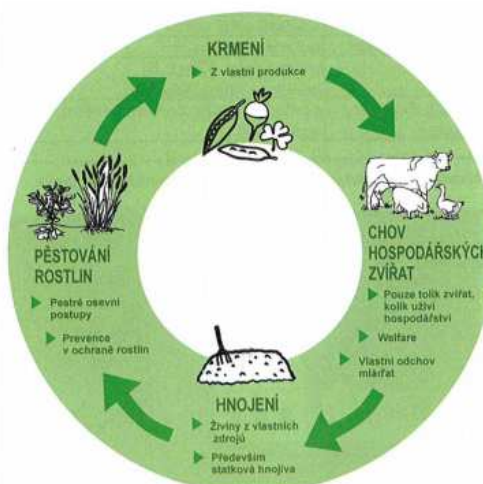 KRMENÍ
Z vlastní produkce
CHOV
HOSPODÁŘSKÝCH
ZVÍŘAT
Pouze tolik zvířat,
kolik uživí
hospodářství
Welfare
Vlastní odchov
mláďat
HNOJENÍ
Živiny z vlastních
zdrojů
Především
statková hnojiva
PĚSTOVÁNÍ
ROSTLIN
Pestré osevní
postupy
Prevence
v ochraně rostlin